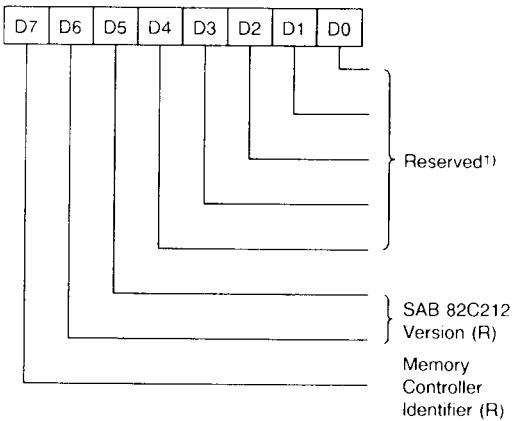 D7 D6 D5 D4 D3 D2 D1 D0
Reserved1)
SAB 82C212
Version (R)
Memory
Controller
Identifier (R)